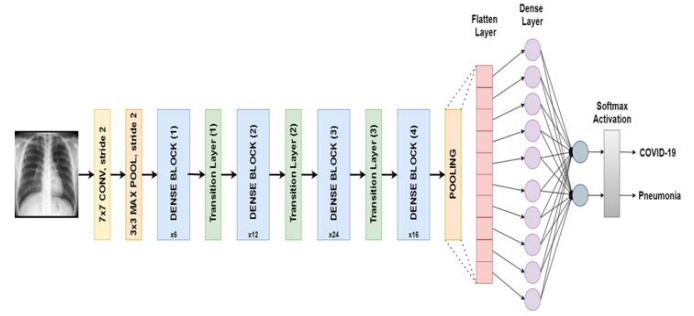 7x7 CONV, stride 2
3x3 MAX POOL, stride 2
DENSE BLOCK (1)
x6
Transition Layer (1)
DENSE BLOCK (2)
x12
Transition Layer (2)
DENSE BLOCK (3)
x24
Transition Layer (3)
DENSE BLOCK (4)
x16
POOLING
Flatten
Layer
Dense
Layer
Softmax
Activation
COVID-19
Pneumonia